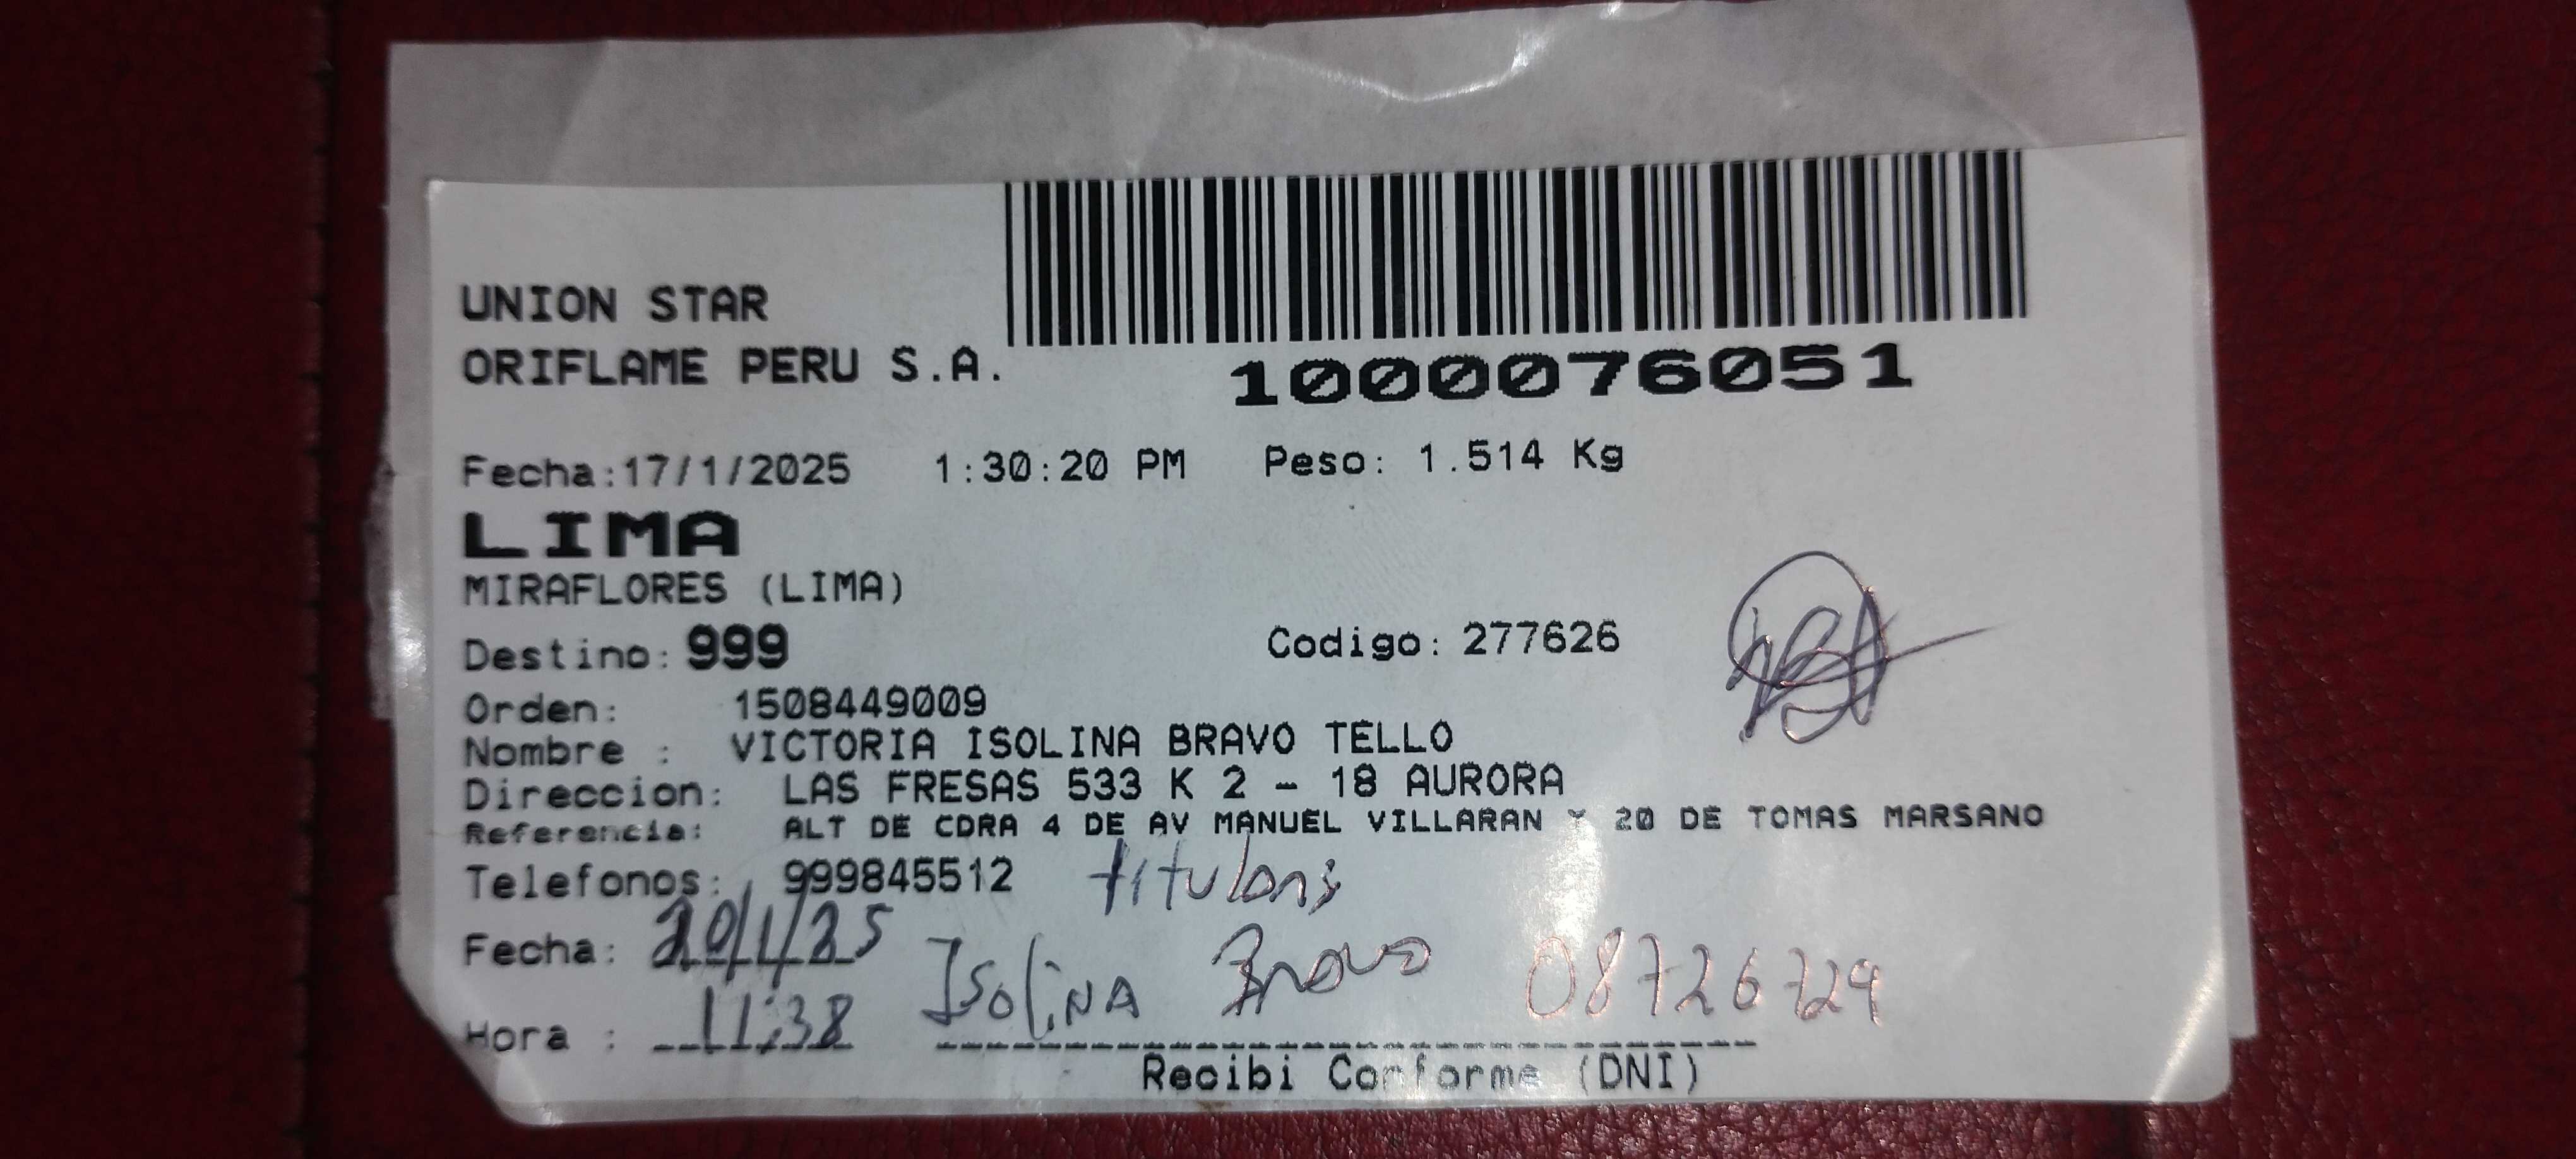 UNION STAR
ORIFLAME PERU S.A.
1000076051
Fecha:17/1/2025 1:30:20 PM Peso: 1.514 Kg
LIMA
MIRAFLORES (LIMA)
Destino: 999 Codigo: 277626
Orden: 1508449009
Nombre : VICTORIA ISOLINA BRAVO TELLO
Direccion: LAS FRESAS 533 K 2 - 18 AURORA
Referencia: ALT DE CDRA 4 DE AV MANUEL VILLARAN Y 20 DE TOMAS MARSANO
Telefonos: 999845512
Fecha: 20/1/25 Isolina Bravo 08726729
Hora : 11:38
Recibi Conforme (DNI)